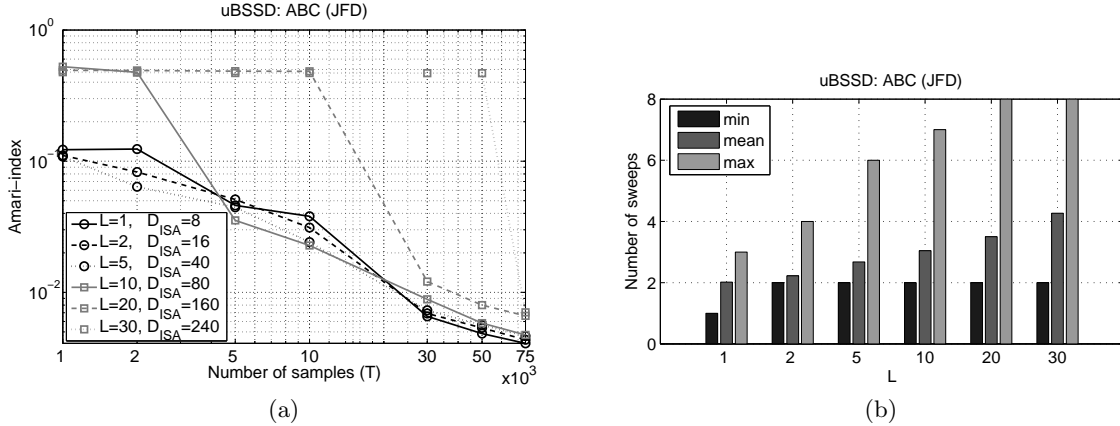 uBSSD: ABC (JFD)
10^0
10^-1
10^-2
Amari-index
L=1, D_ISA=8
L=2, D_ISA=16
L=5, D_ISA=40
L=10, D_ISA=80
L=20, D_ISA=160
L=30, D_ISA=240
1 2 5 10 30 50 75
Number of samples (T) x10^3
(a)
uBSSD: ABC (JFD)
8
6
4
2
0
Number of sweeps
min
mean
max
1 2 5 10 20 30
L
(b)